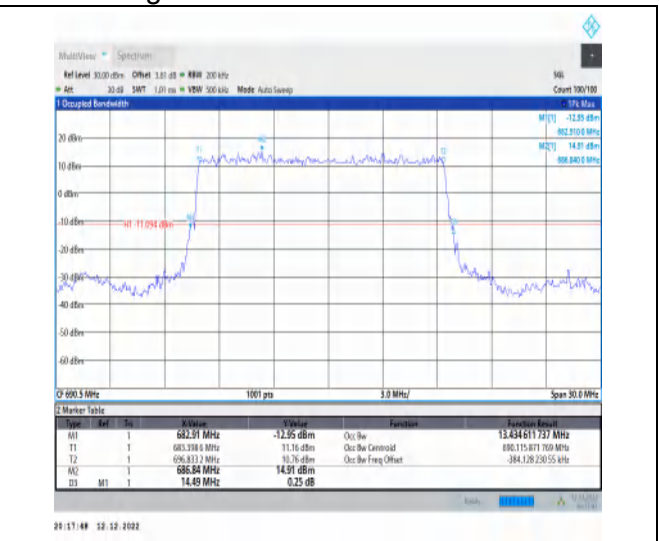 MultiView Spectrum
Ref Level 30.00 dBm Offset 3.81 dB RBW 200 kHz SGL
Att 30 dB SWT 1.01 ms VBW 500 kHz Mode Auto Sweep Count 100/100
1 Occupied Bandwidth 1Pk Max
M1[1] -12.95 dBm
682.9100 MHz
M2[1] 14.91 dBm
686.8400 MHz
20 dBm
10 dBm
0 dBm
-10 dBm
H1 -11.094 dBm
-20 dBm
-30 dBm
-40 dBm
-50 dBm
-60 dBm
T1
M2
T2
CF 690.5 MHz 1001 pts 3.0 MHz/ Span 30.0 MHz
2 Marker Table
Type Ref Trc X-Value Y-Value Function Function Result
M1 1 682.91 MHz -12.95 dBm Occ Bw 13.434611737 MHz
T1 1 683.3986 MHz 11.16 dBm Occ Bw Centroid 690.115871769 MHz
T2 1 696.8332 MHz 10.76 dBm Occ Bw Freq Offset -384.12823055 kHz
M2 1 686.84 MHz 14.91 dBm
D3 M1 1 14.49 MHz 0.25 dB
20:17:48 12.12.2022